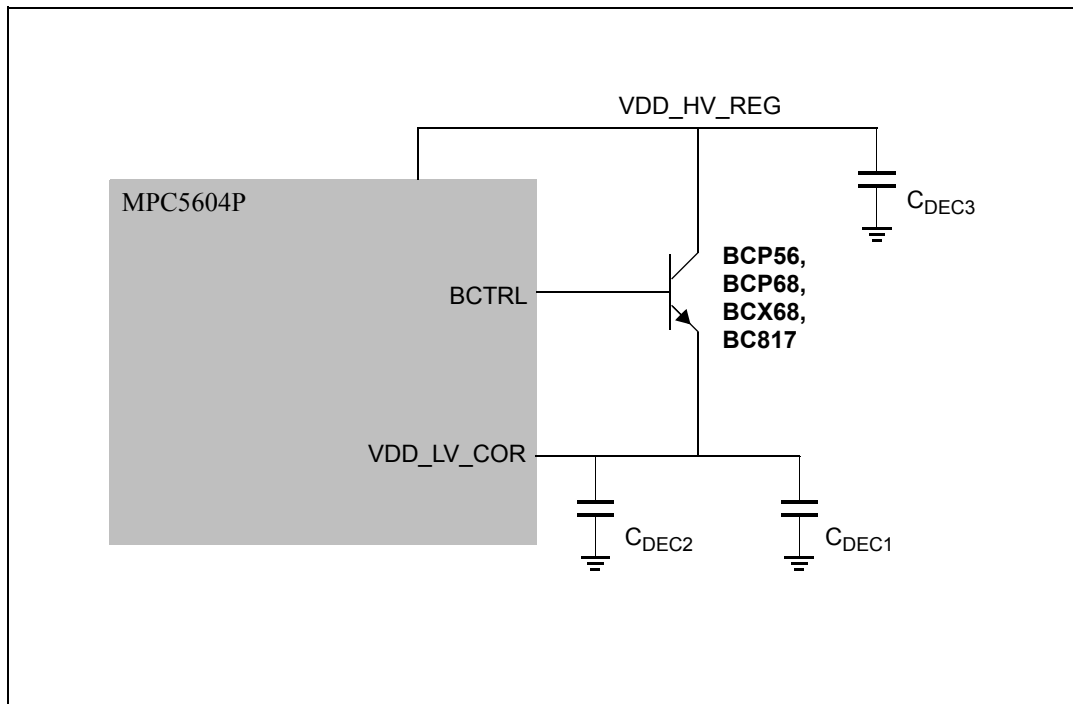 VDD_HV_REG
MPC5604P
CDEC3
BCP56,
BCP68,
BCX68,
BC817
BCTRL
VDD_LV_COR
CDEC2
CDEC1